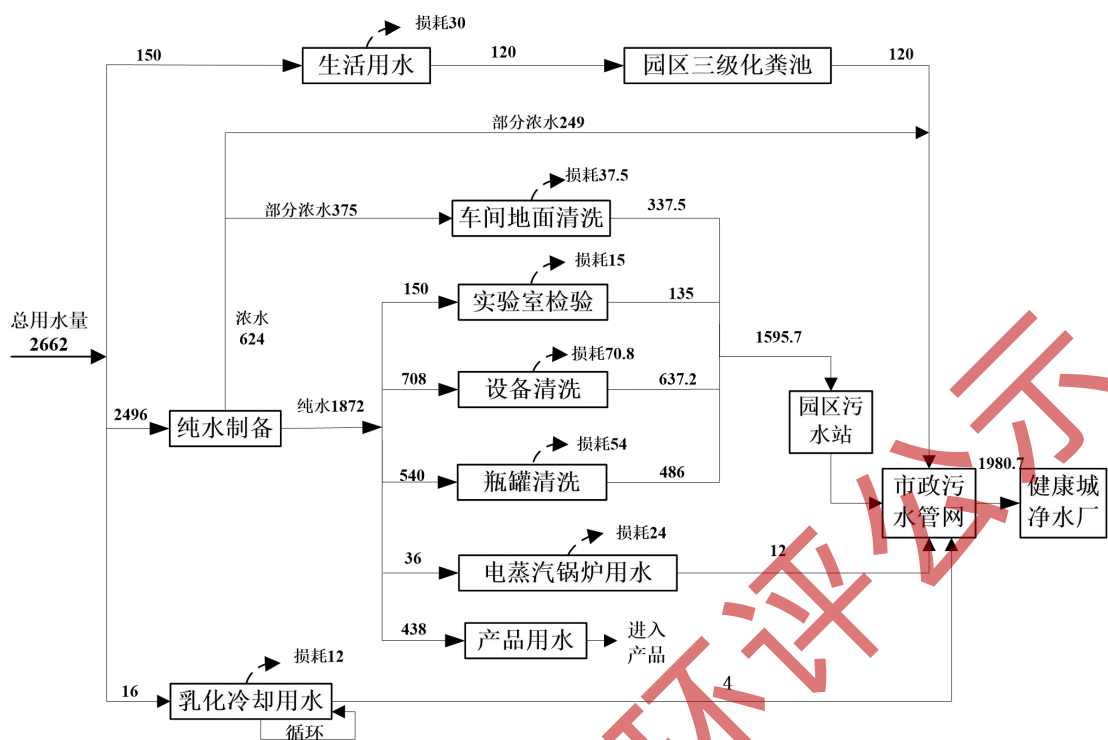 损耗30
150
生活用水
120
园区三级化粪池
120
部分浓水249
损耗37.5
部分浓水375
车间地面清洗
337.5
损耗15
150
实验室检验
135
总用水量
2662
浓水
624
1595.7
损耗70.8
708
设备清洗
637.2
2496
纯水制备
纯水1872
园区污
水站
损耗54
540
瓶罐清洗
486
市政污
水管网
1980.7
健康城
净水厂
损耗24
36
电蒸汽锅炉用水
12
438
产品用水
进入
产品
损耗12
16
乳化冷却用水
4
循环
环评公示